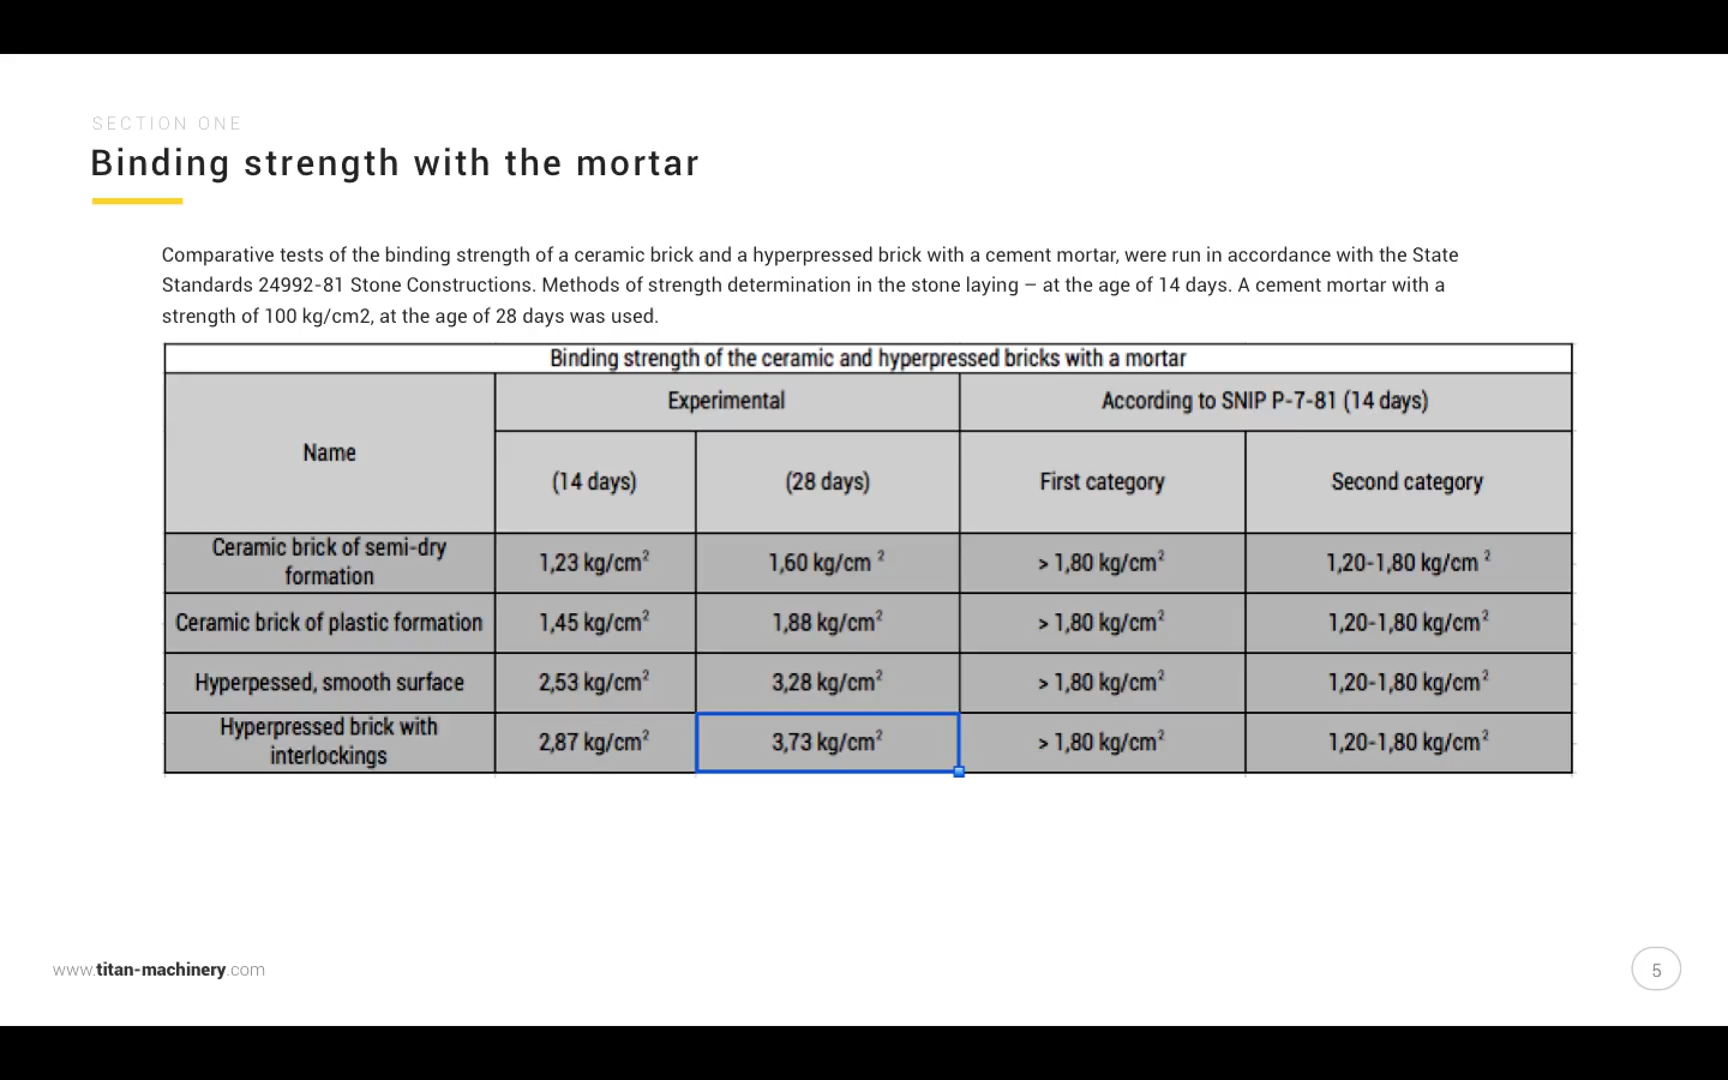 SECTION ONE
Binding strength with the mortar
Comparative tests of the binding strength of a ceramic brick and a hyperpressed brick with a cement mortar, were run in accordance with the State
Standards 24992-81 Stone Constructions. Methods of strength determination in the stone laying – at the age of 14 days. A cement mortar with a
strength of 100 kg/cm2, at the age of 28 days was used.
Binding strength of the ceramic and hyperpressed bricks with a mortar
Name
Experimental
According to SNIP P-7-81 (14 days)
(14 days)
(28 days)
First category
Second category
Ceramic brick of semi-dry
formation
1,23 kg/cm²
1,60 kg/cm ²
> 1,80 kg/cm²
1,20-1,80 kg/cm ²
Ceramic brick of plastic formation
1,45 kg/cm²
1,88 kg/cm²
> 1,80 kg/cm²
1,20-1,80 kg/cm²
Hyperpessed, smooth surface
2,53 kg/cm²
3,28 kg/cm²
> 1,80 kg/cm²
1,20-1,80 kg/cm²
Hyperpressed brick with
interlockings
2,87 kg/cm²
3,73 kg/cm²
> 1,80 kg/cm²
1,20-1,80 kg/cm²
www.titan-machinery.com
5